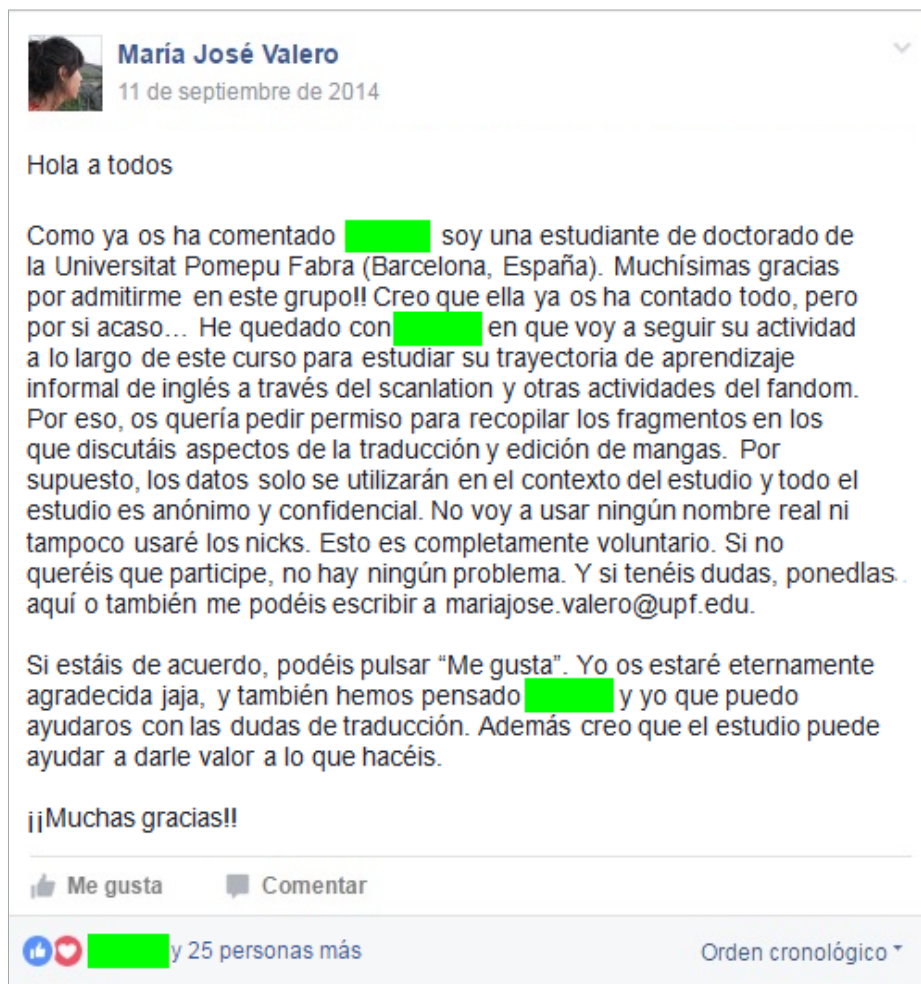 María José Valero
11 de septiembre de 2014
Hola a todos
Como ya os ha comentado soy una estudiante de doctorado de
la Universitat Pomepu Fabra (Barcelona, España). Muchísimas gracias
por admitirme en este grupo!! Creo que ella ya os ha contado todo, pero
por si acaso... He quedado con en que voy a seguir su actividad
a lo largo de este curso para estudiar su trayectoria de aprendizaje
informal de inglés a través del scanlation y otras actividades del fandom.
Por eso, os quería pedir permiso para recopilar los fragmentos en los
que discutáis aspectos de la traducción y edición de mangas. Por
supuesto, los datos solo se utilizarán en el contexto del estudio y todo el
estudio es anónimo y confidencial. No voy a usar ningún nombre real ni
tampoco usaré los nicks. Esto es completamente voluntario. Si no
queréis que participe, no hay ningún problema. Y si tenéis dudas, ponedlas
aquí o también me podéis escribir a mariajose.valero@upf.edu.
Si estáis de acuerdo, podéis pulsar “Me gusta”. Yo os estaré eternamente
agradecida jaja, y también hemos pensado y yo que puedo
ayudaros con las dudas de traducción. Además creo que el estudio puede
ayudar a darle valor a lo que hacéis.
¡¡Muchas gracias!!
Me gusta Comentar
y 25 personas más Orden cronológico